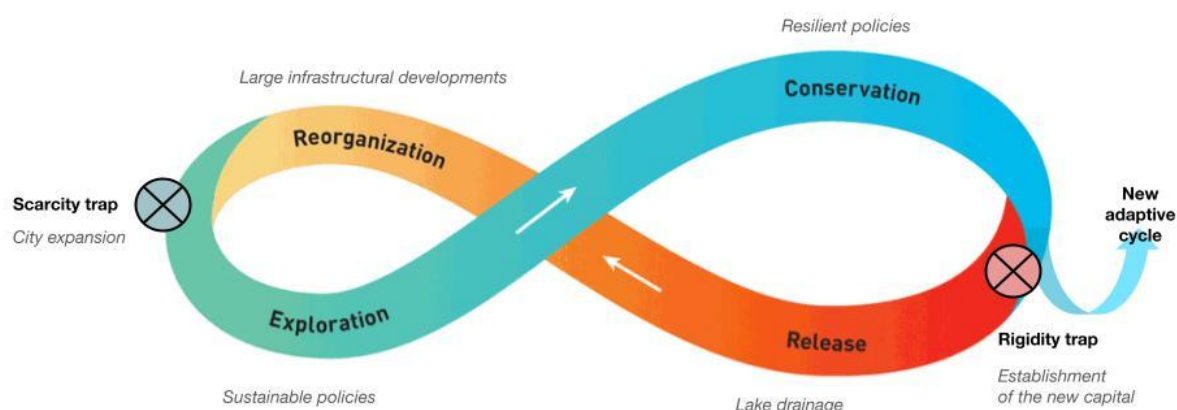 Resilient policies
Large infrastructural developments
Conservation
Reorganization
Scarcity trap
City expansion
New
adaptive
cycle
Exploration
Release
Rigidity trap
Sustainable policies
Lake drainage
Establishment
of the new capital